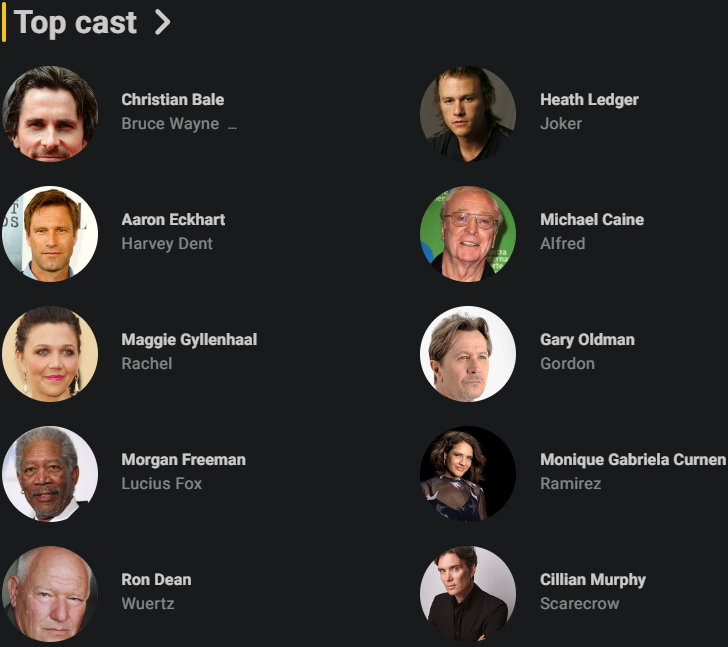 Top cast
Christian Bale
Bruce Wayne ...
Heath Ledger
Joker
Aaron Eckhart
Harvey Dent
Michael Caine
Alfred
Maggie Gyllenhaal
Rachel
Gary Oldman
Gordon
Morgan Freeman
Lucius Fox
Monique Gabriela Curnen
Ramirez
Ron Dean
Wuertz
Cillian Murphy
Scarecrow